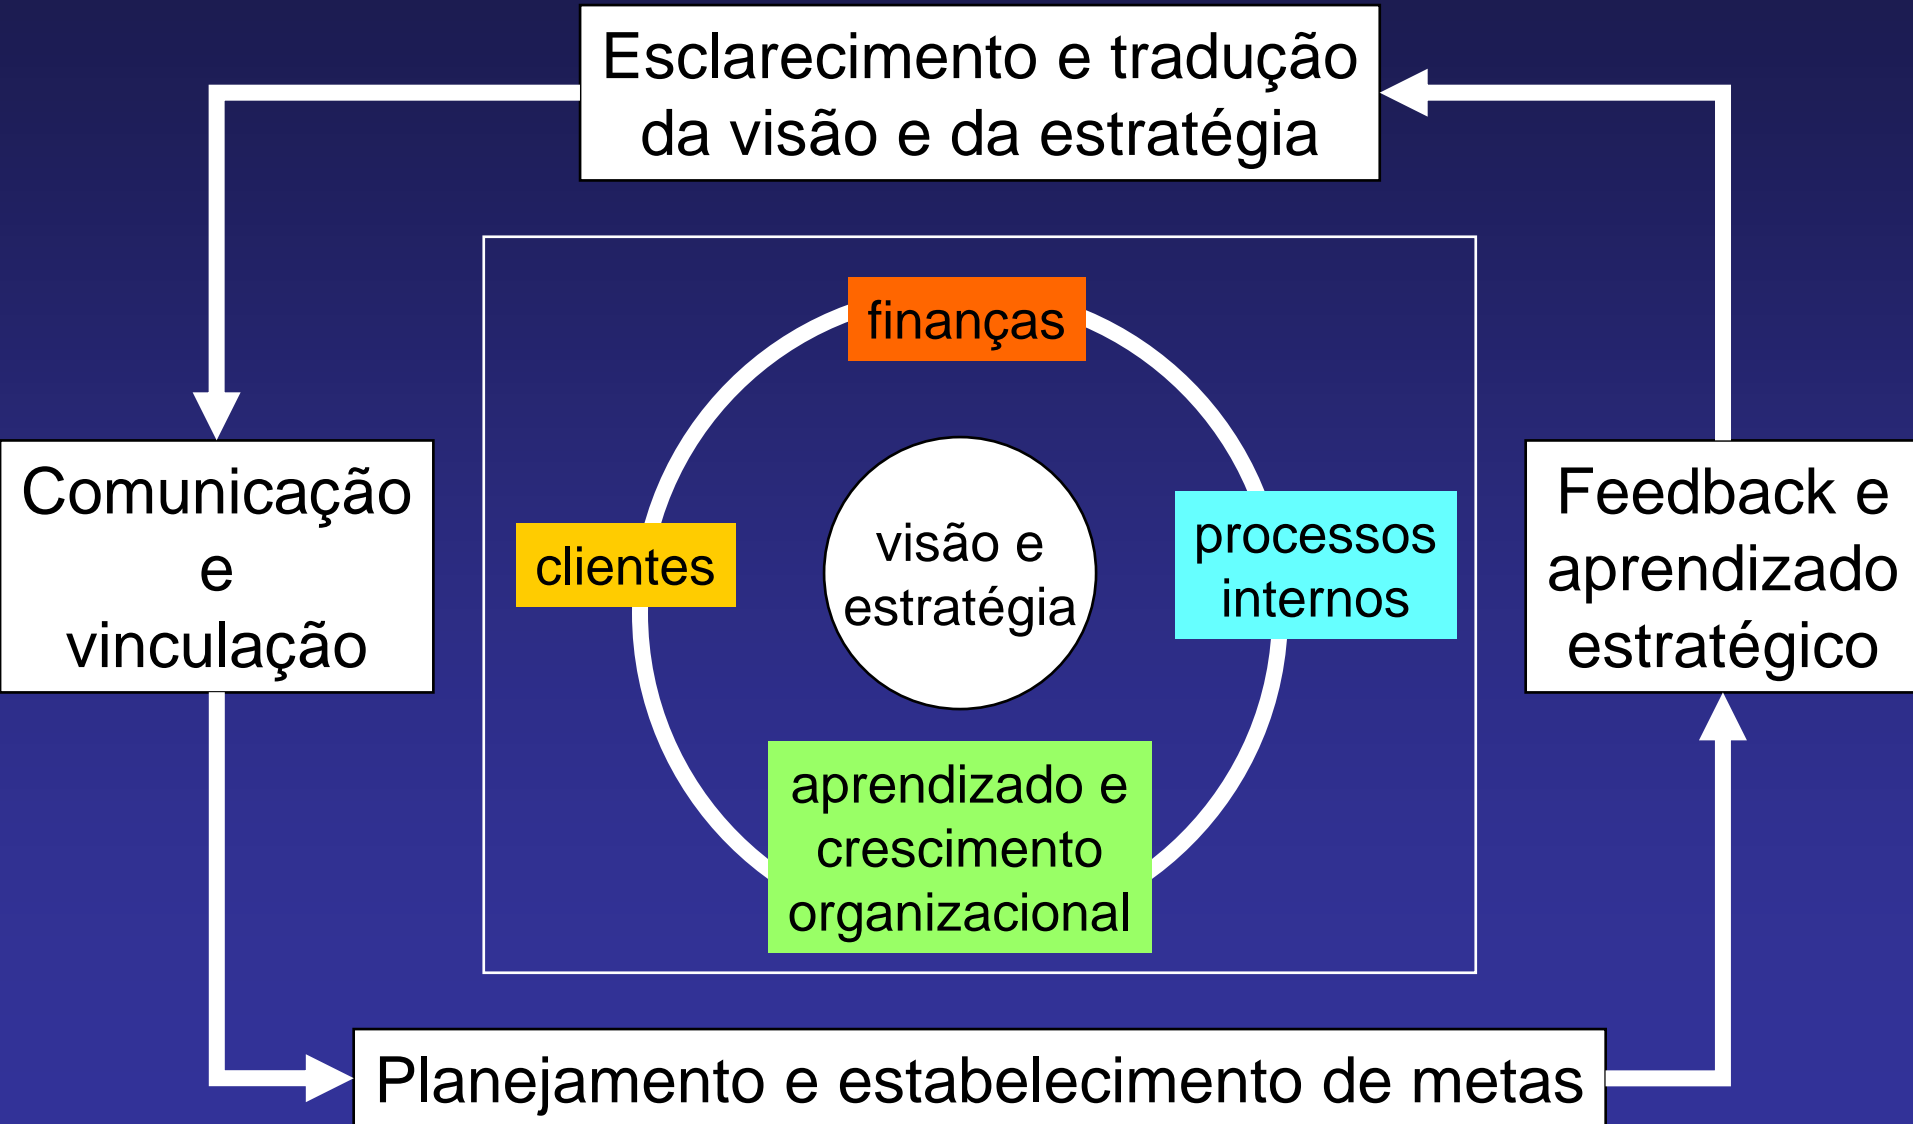 Esclarecimento e tradução
da visão e da estratégia
finanças
Comunicação
e
vinculação
clientes
visão e
estratégia
processos
internos
Feedback e
aprendizado
estratégico
aprendizado e
crescimento
organizacional
Planejamento e estabelecimento de metas